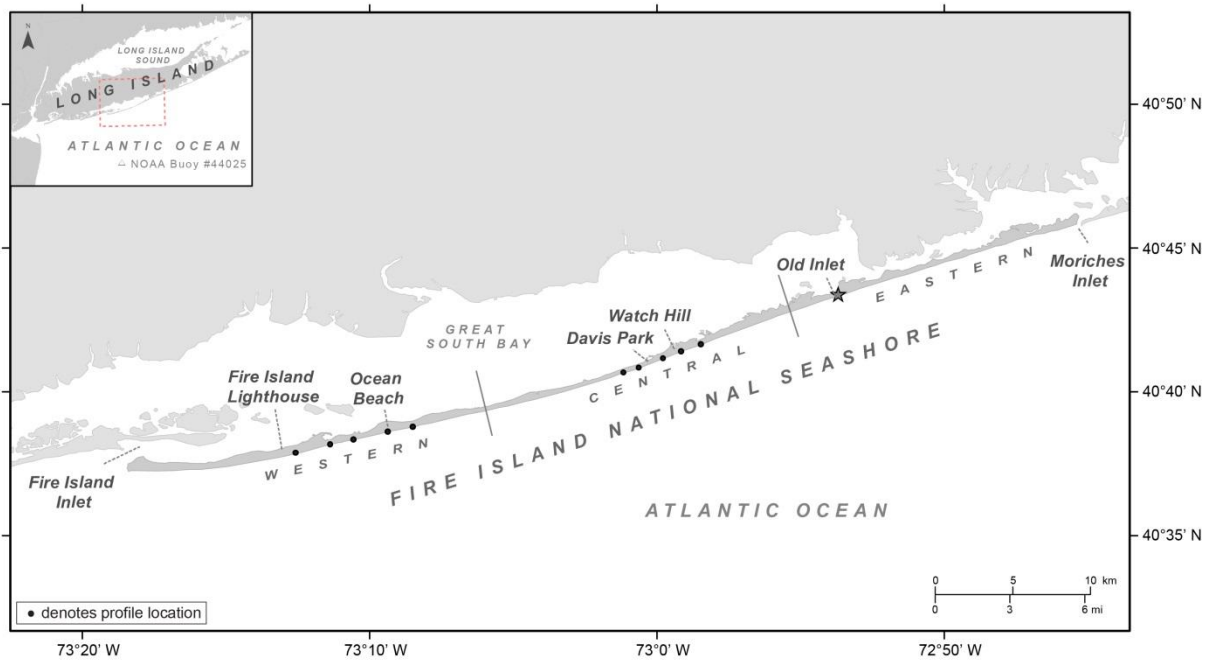 N
LONG ISLAND
SOUND
LONG ISLAND
ATLANTIC OCEAN
NOAA Buoy #44025
40°50' N
40°45' N
40°40' N
40°35' N
Old Inlet
EASTERN
Moriches
Inlet
Watch Hill
Davis Park
GREAT
SOUTH BAY
CENTRAL
Fire Island
Lighthouse
Ocean
Beach
WESTERN
FIRE ISLAND NATIONAL SEASHORE
Fire Island
Inlet
ATLANTIC OCEAN
0 5 10 km
0 3 6 mi
denotes profile location
73°20' W
73°10' W
73°0' W
72°50' W